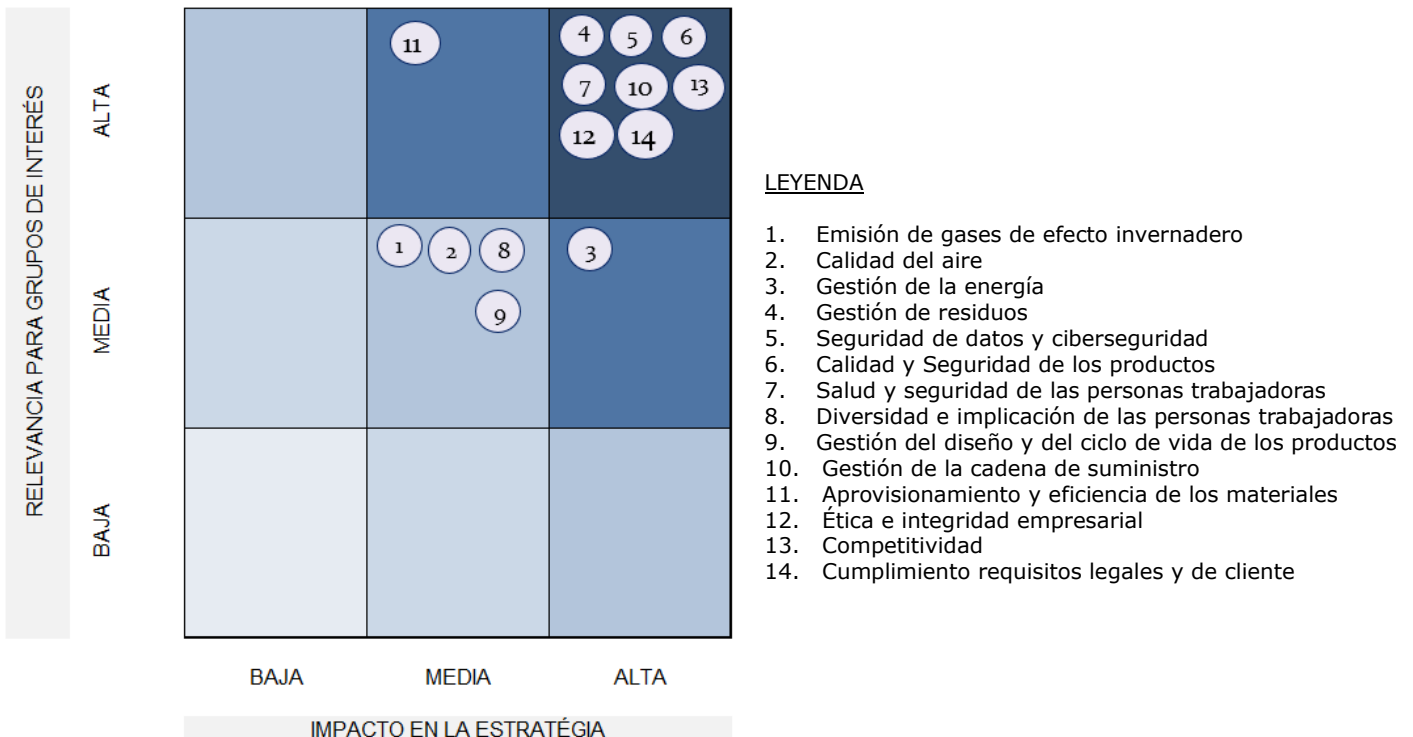 RELEVANCIA PARA GRUPOS DE INTERÉS
ALTA
MEDIA
BAJA
11
4 5 6
7 10 13
12 14
1 2 8
9
3
BAJA MEDIA ALTA
IMPACTO EN LA ESTRATÉGIA
LEYENDA
1. Emisión de gases de efecto invernadero
2. Calidad del aire
3. Gestión de la energía
4. Gestión de residuos
5. Seguridad de datos y ciberseguridad
6. Calidad y Seguridad de los productos
7. Salud y seguridad de las personas trabajadoras
8. Diversidad e implicación de las personas trabajadoras
9. Gestión del diseño y del ciclo de vida de los productos
10. Gestión de la cadena de suministro
11. Aprovisionamiento y eficiencia de los materiales
12. Ética e integridad empresarial
13. Competitividad
14. Cumplimiento requisitos legales y de cliente